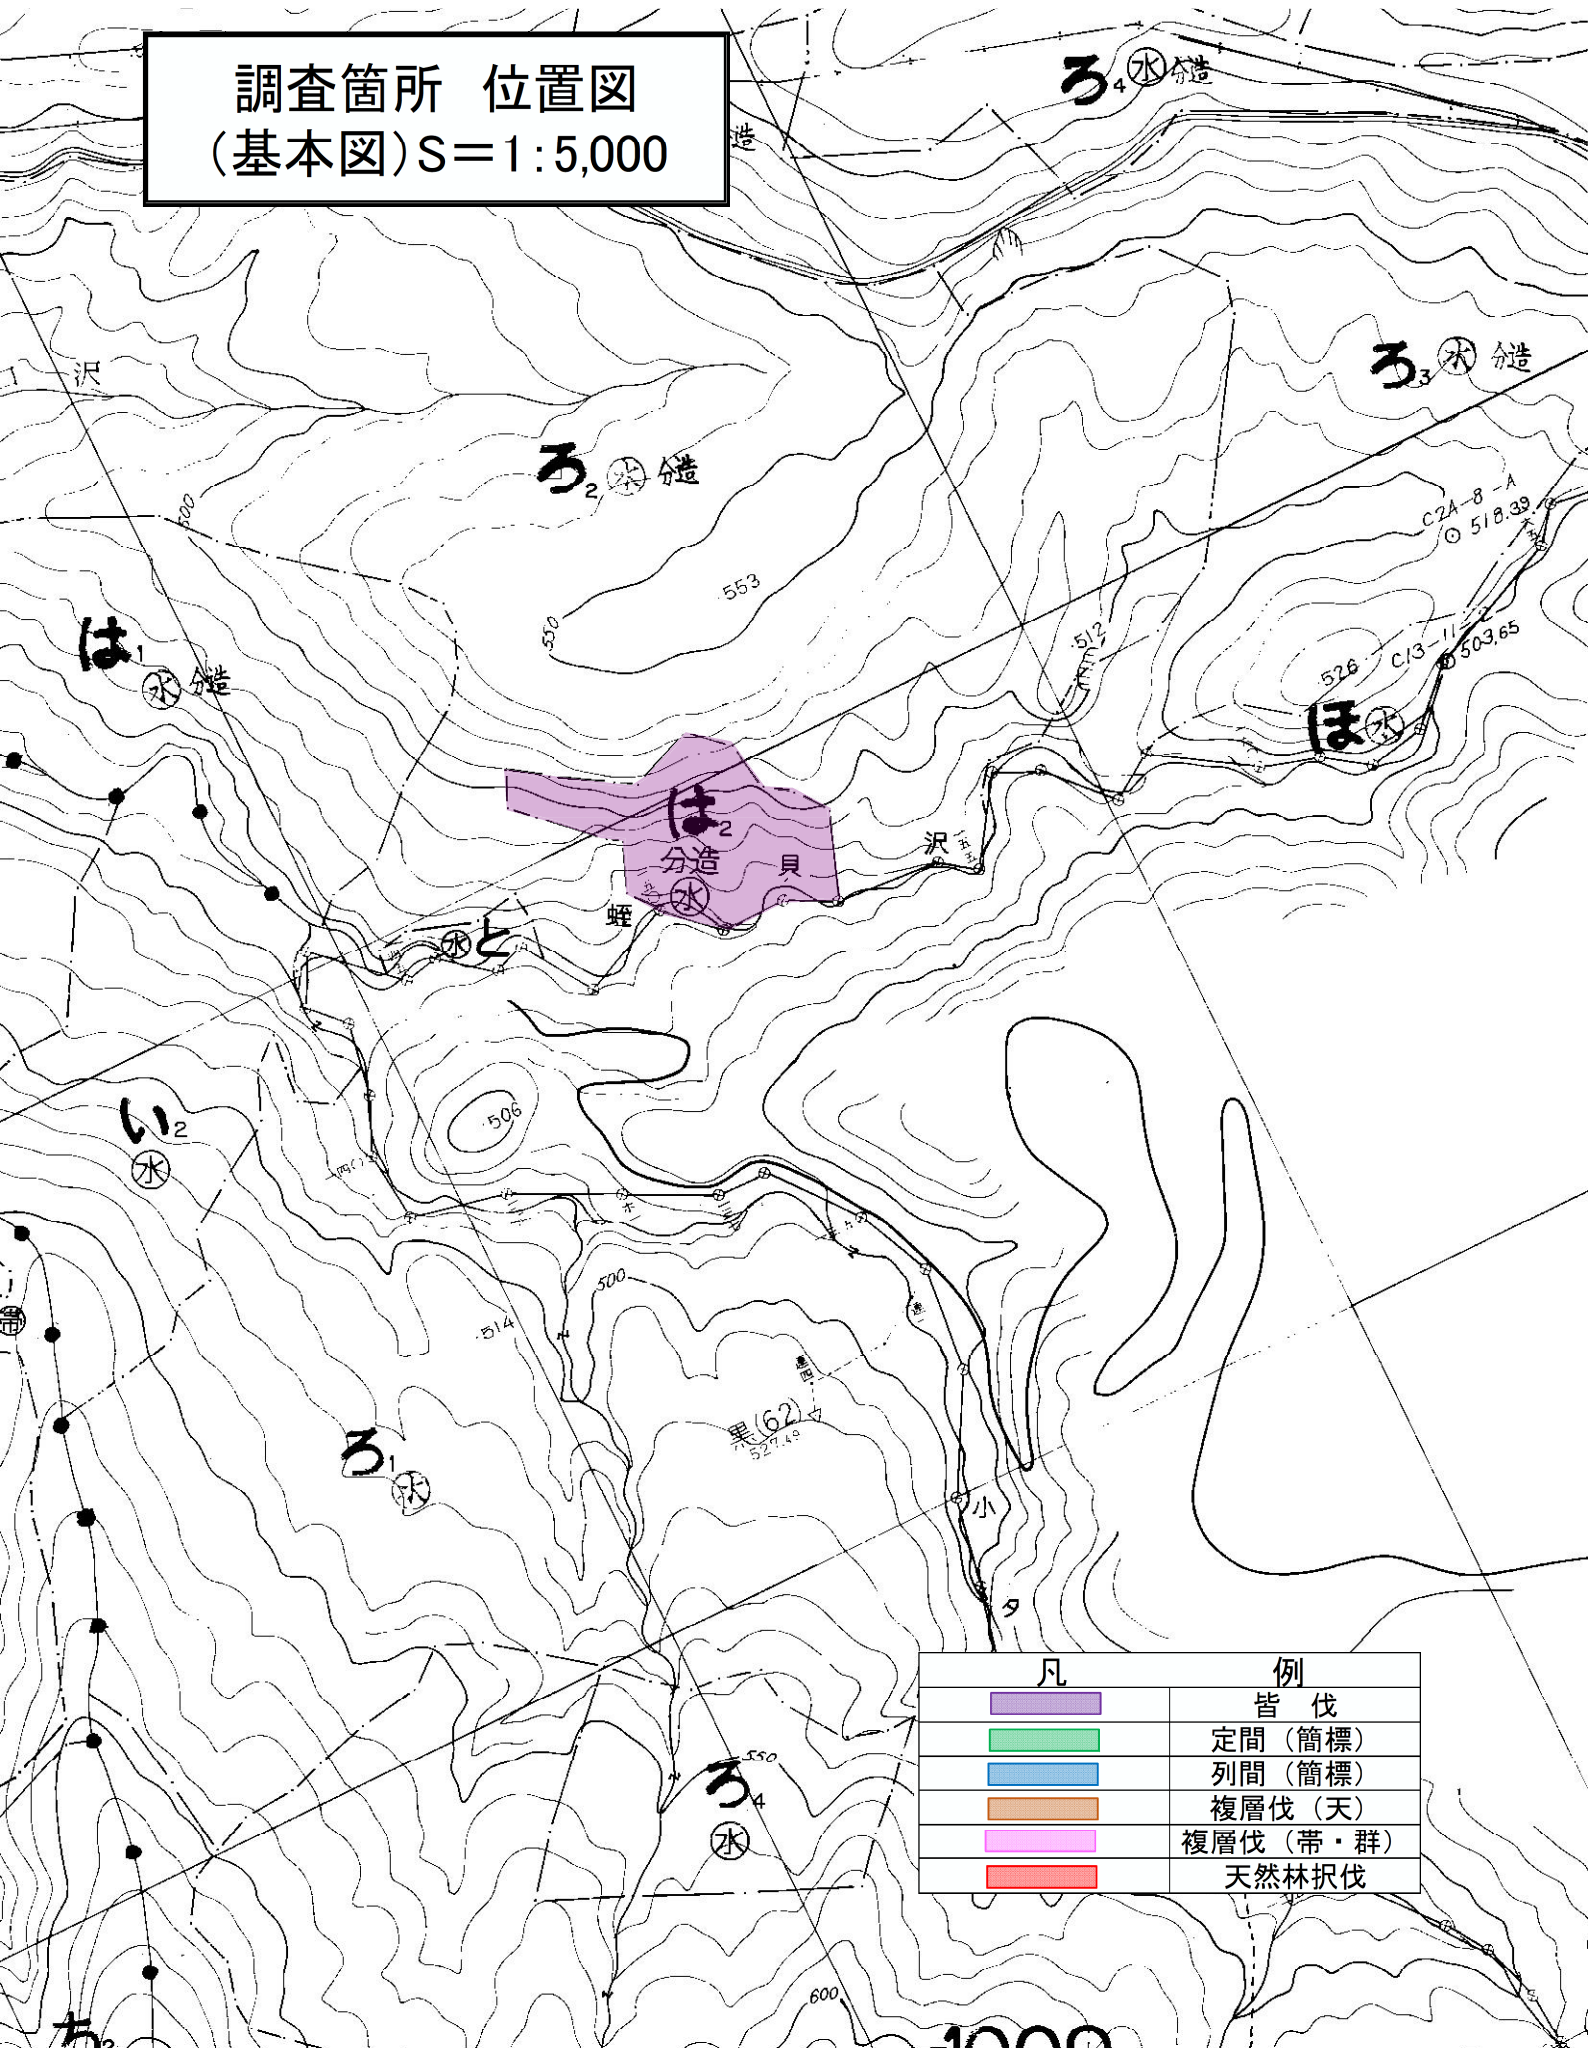 調査箇所 位置図
(基本図)S=1:5,000
造
ろ4 水 分造
沢
ろ3 水 分造
ろ2 水 分造
500
C2A-8-A
518.39
553
550
は1
水 分造
512
526
503.65
ほ 水
は2
分造
貝
沢
水
蛭
水 と
506
い2
水
500
514
帯
黒(62)
527.49
ろ1
水
小
タ
凡 例
皆 伐
定間(簡標)
列間(簡標)
複層伐(天)
複層伐(帯・群)
天然林択伐
550
ろ4
水
600